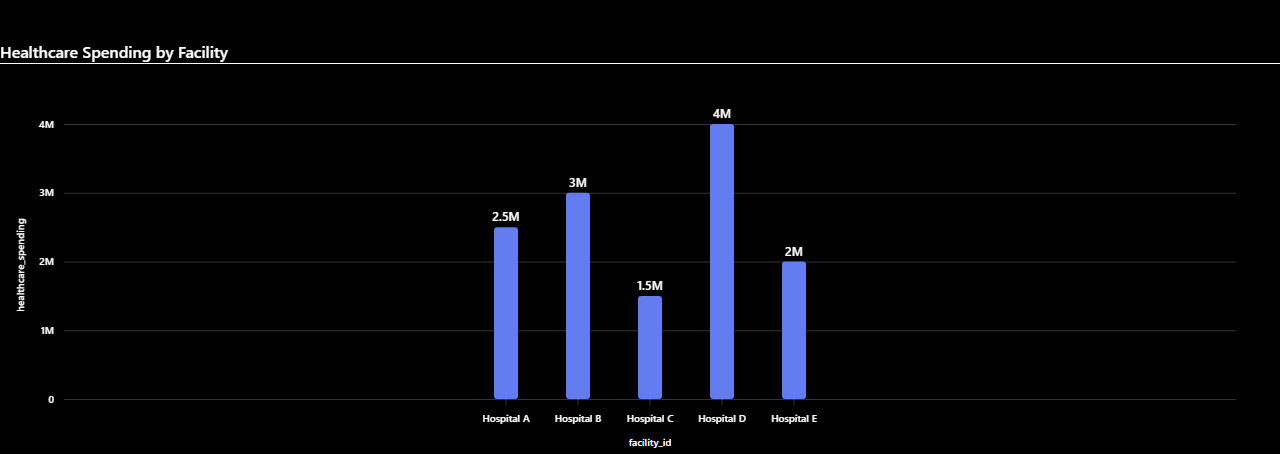 Healthcare Spending by Facility
4M
4M
3M
3M
2.5M
healthcare_spending
2M
2M
1.5M
1M
0
Hospital A Hospital B Hospital C Hospital D Hospital E
facility_id